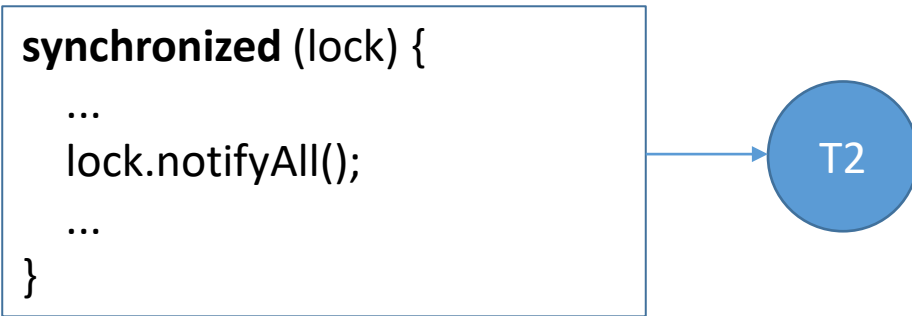 synchronized (lock) {
...
lock.notifyAll();
...
}
T2